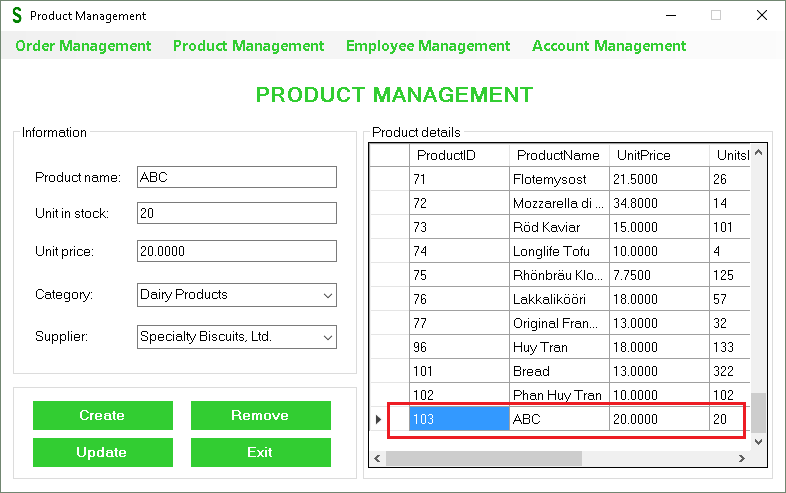 S Product Management
Order Management Product Management Employee Management Account Management
PRODUCT MANAGEMENT
Information
Product name: ABC
Unit in stock: 20
Unit price: 20.0000
Category: Dairy Products
Supplier: Specialty Biscuits, Ltd.
Create Remove
Update Exit
Product details
ProductID ProductName UnitPrice UnitsI
71 Flotemysost 21.5000 26
72 Mozzarella di ... 34.8000 14
73 Röd Kaviar 15.0000 101
74 Longlife Tofu 10.0000 4
75 Rhönbräu Klo... 7.7500 125
76 Lakkalikööri 18.0000 57
77 Original Fran... 13.0000 32
96 Huy Tran 18.0000 133
101 Bread 13.0000 322
102 Phan Huy Tran 10.0000 102
103 ABC 20.0000 20